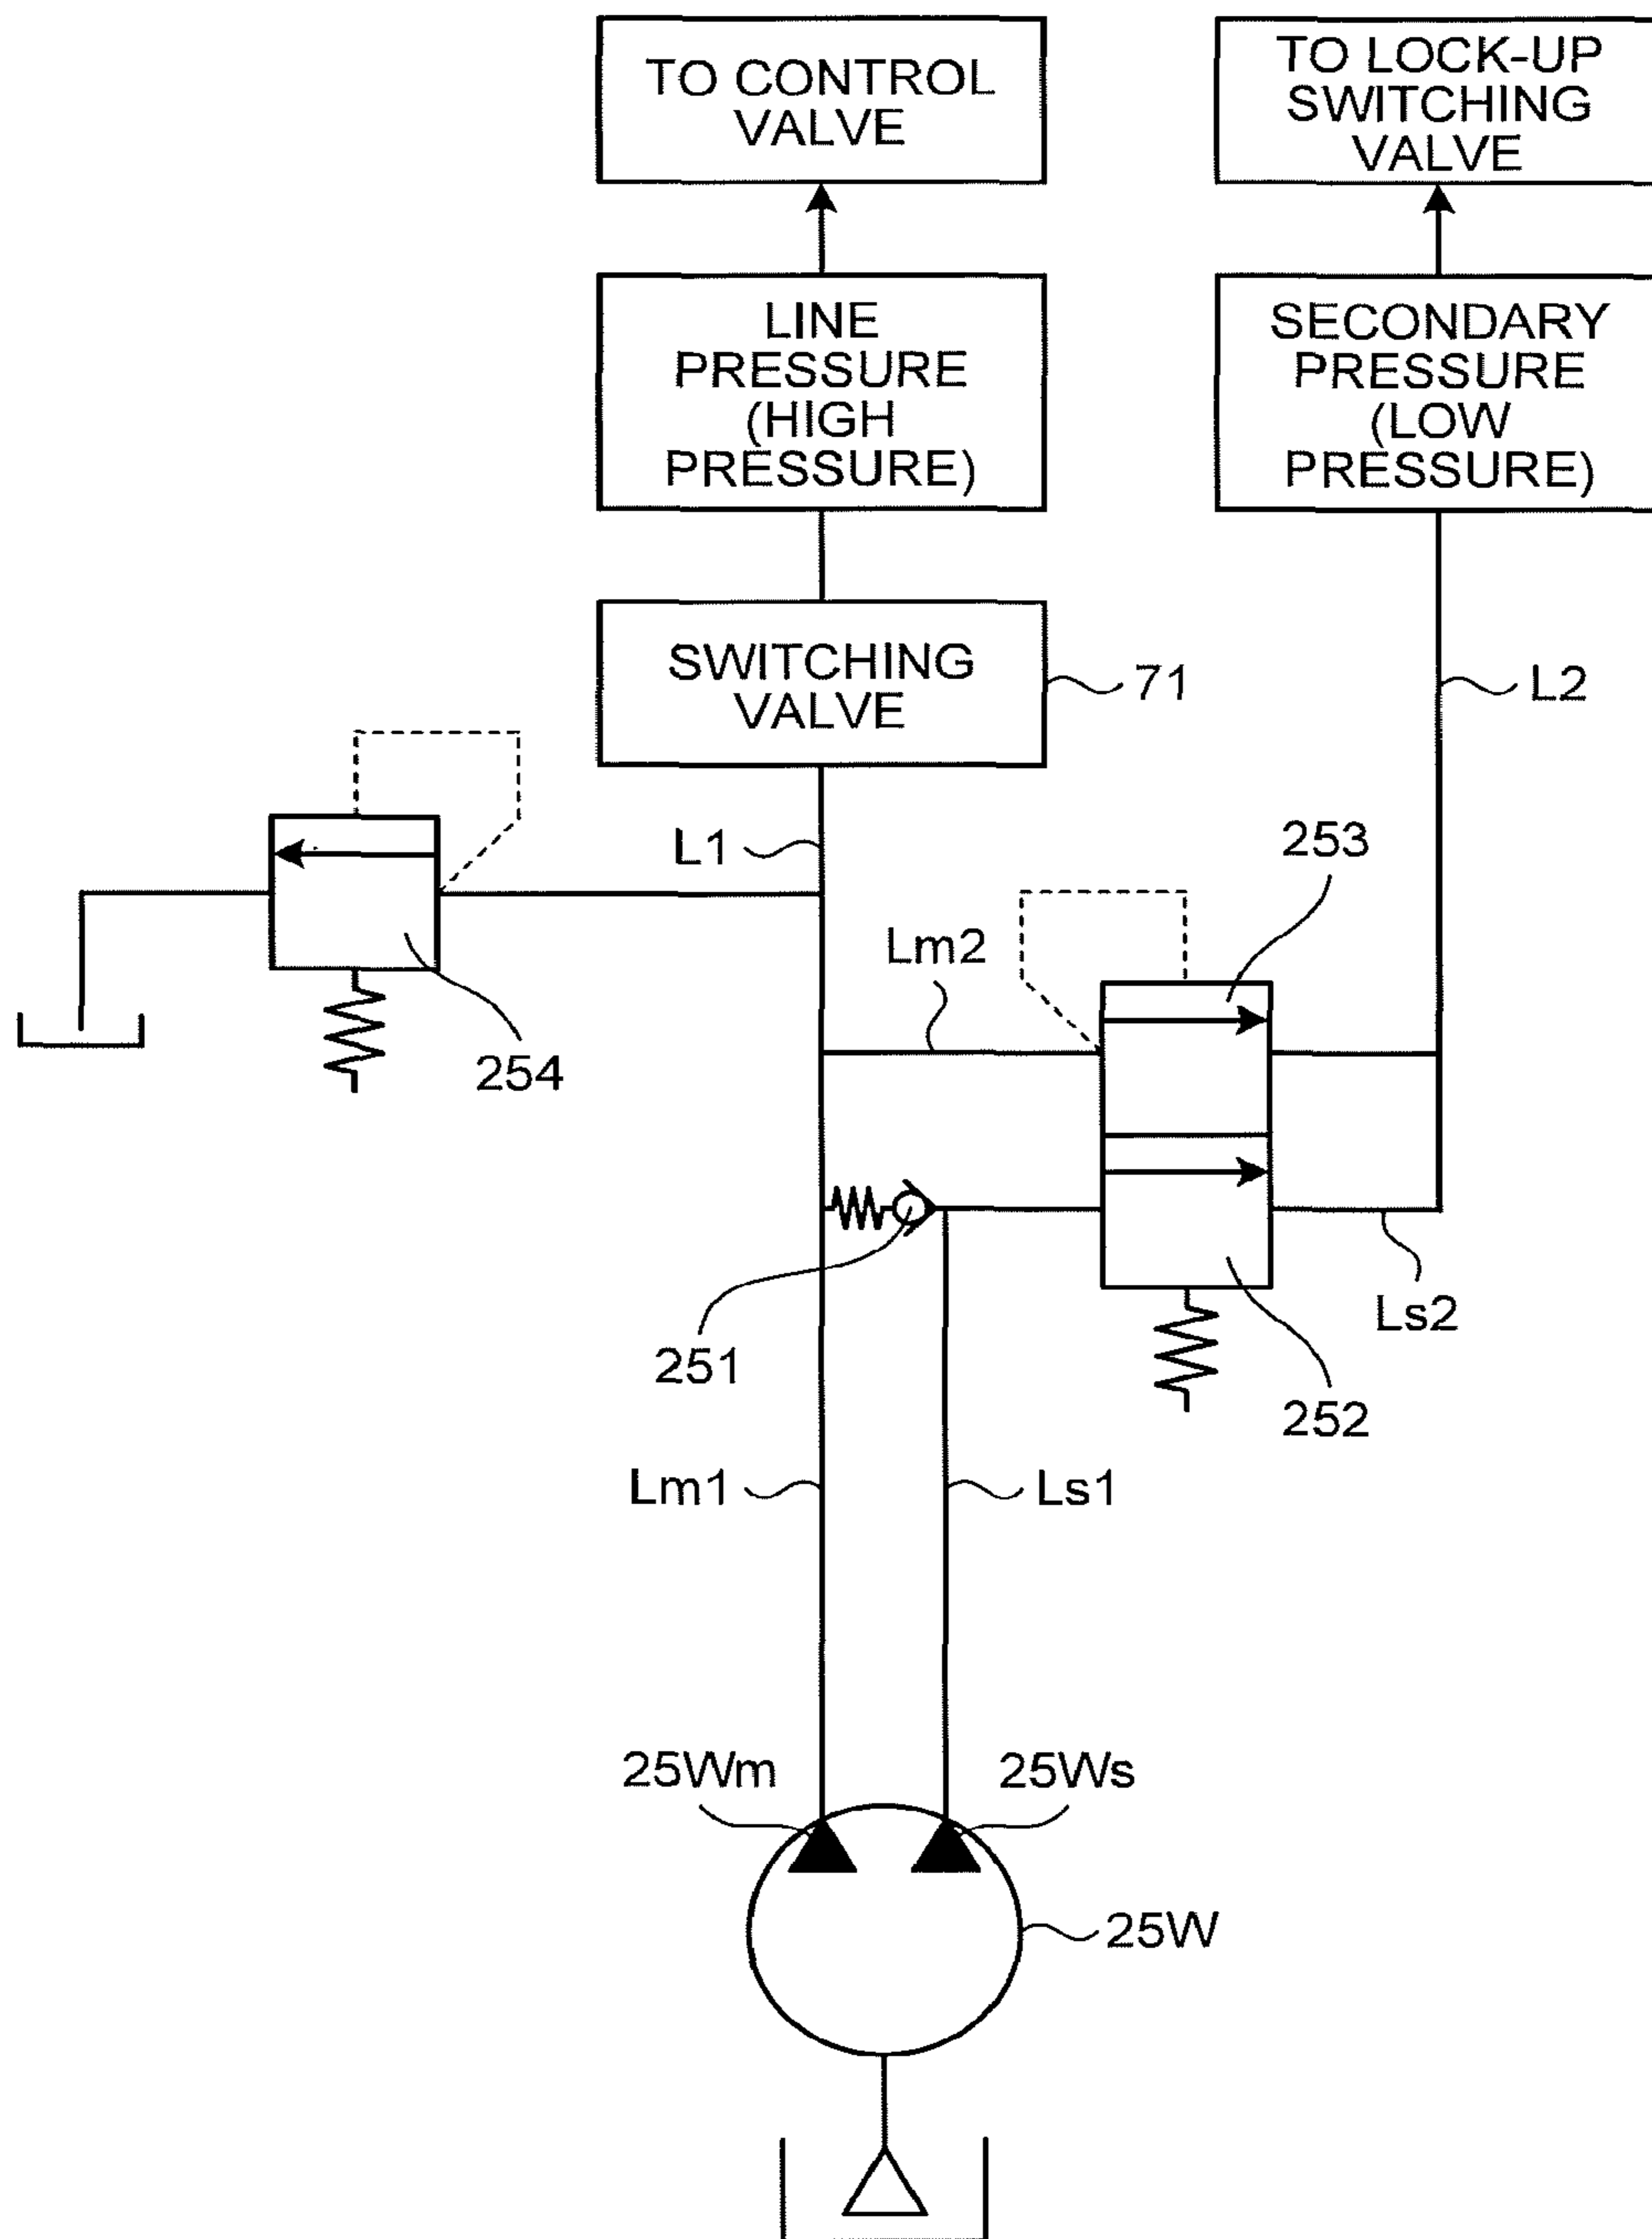 TO CONTROL
VALVE
TO LOCK-UP
SWITCHING
VALVE
LINE
PRESSURE
(HIGH
PRESSURE)
SECONDARY
PRESSURE
(LOW
PRESSURE)
SWITCHING
VALVE
71
L2
L1
253
Lm2
254
251
Ls2
252
Lm1
Ls1
25Wm
25Ws
25W